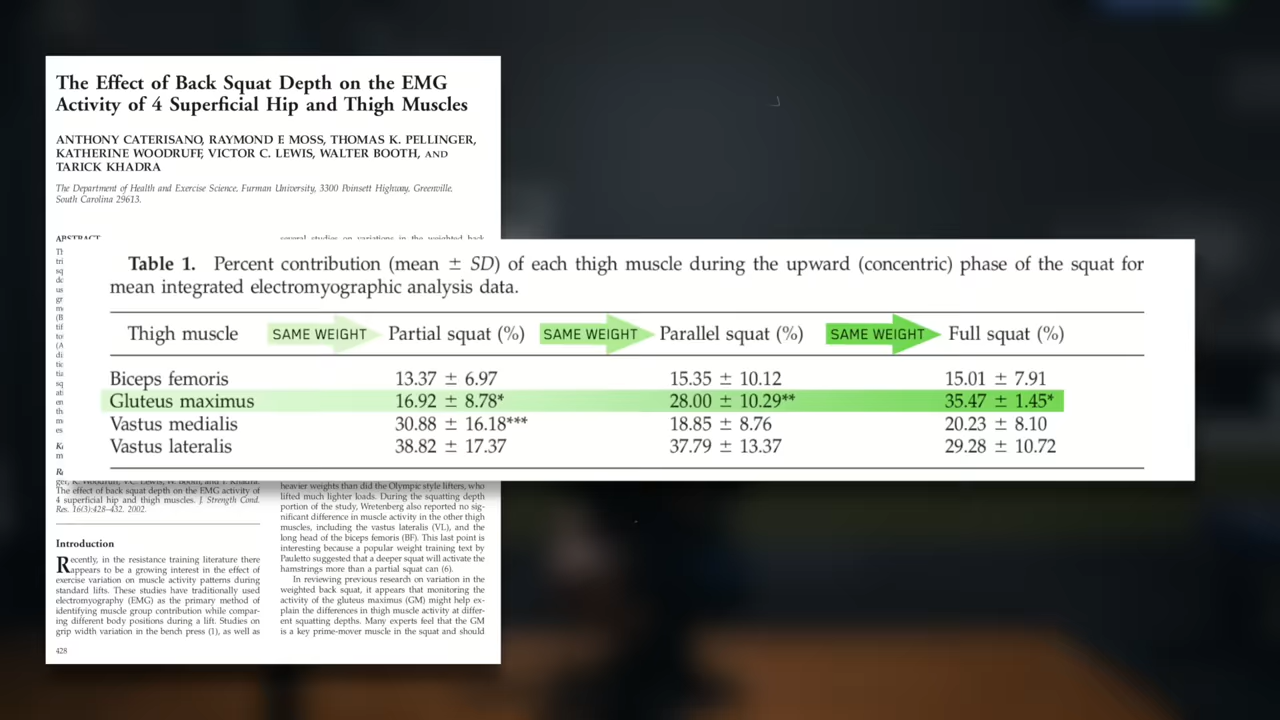 The Effect of Back Squat Depth on the EMG
Activity of 4 Superficial Hip and Thigh Muscles
ANTHONY CATERISANO, RAYMOND F. MOSS, THOMAS K. PELLINGER,
KATHERINE WOODRUFF, VICTOR C. LEWIS, WALTER BOOTH, AND
TARICK KHADRA
The Department of Health and Exercise Science, Furman University, 3300 Poinsett Highway, Greenville,
South Carolina 29613.
ABSTRACT
several studies on variations in the weighted back
Table 1. Percent contribution (mean ± SD) of each thigh muscle during the upward (concentric) phase of the squat for
mean integrated electromyographic analysis data.
Thigh muscle SAME WEIGHT Partial squat (%) SAME WEIGHT Parallel squat (%) SAME WEIGHT Full squat (%)
Biceps femoris 13.37 ± 6.97 15.35 ± 10.12 15.01 ± 7.91
Gluteus maximus 16.92 ± 8.78* 28.00 ± 10.29** 35.47 ± 1.45*
Vastus medialis 30.88 ± 16.18*** 18.85 ± 8.76 20.23 ± 8.10
Vastus lateralis 38.82 ± 17.37 37.79 ± 13.37 29.28 ± 10.72
ger, K. Woodruff, V.C. Lewis, W. Booth, and T. Khadra.
The effect of back squat depth on the EMG activity of
4 superficial hip and thigh muscles. J. Strength Cond.
Res. 16(3):428–432. 2002.
Introduction
Recently, in the resistance training literature there
appears to be a growing interest in the effect of
exercise variation on muscle activity patterns during
standard lifts. These studies have traditionally used
electromyography (EMG) as the primary method of
identifying muscle group contribution while compar-
ing different body positions during a lift. Studies on
grip width variation in the bench press (1), as well as
heavier weights than did the Olympic style lifters, who
lifted much lighter loads. During the squatting depth
portion of the study, Wretenberg also reported no sig-
nificant difference in muscle activity in the other thigh
muscles, including the vastus lateralis (VL), and the
long head of the biceps femoris (BF). This last point is
interesting because a popular weight training text by
Pauletto suggested that a deeper squat will activate the
hamstrings more than a partial squat can (6).
In reviewing previous research on variation in the
weighted back squat, it appears that monitoring the
activity of the gluteus maximus (GM) might help ex-
plain the differences in thigh muscle activity at differ-
ent squatting depths. Many experts feel that the GM
is a key prime-mover muscle in the squat and should
428